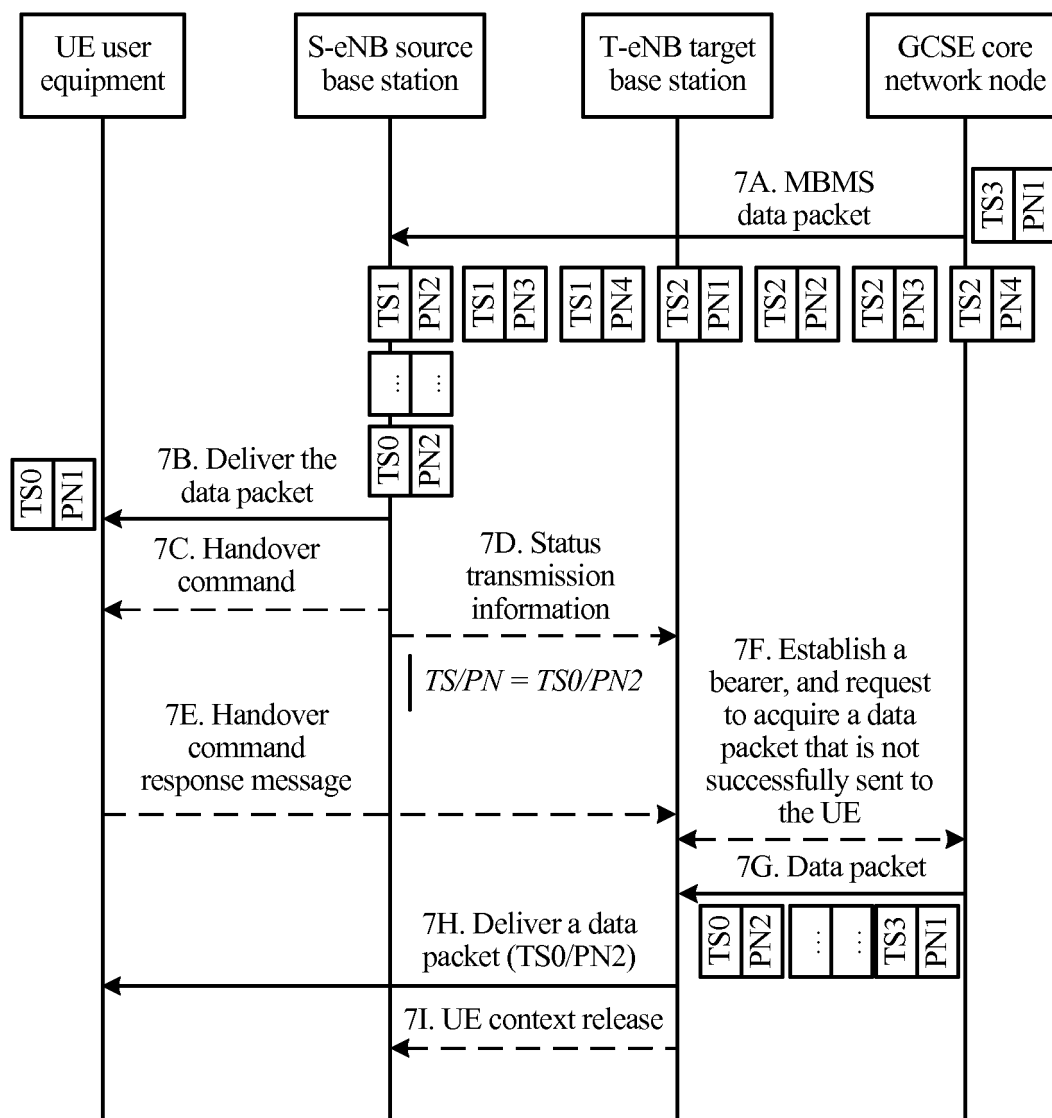 UE user
equipment
S-eNB source
base station
T-eNB target
base station
GCSE core
network node
7A. MBMS
data packet
TS3
PN1
TS1
PN2
TS1
PN3
TS1
PN4
TS2
PN1
TS2
PN2
TS2
PN3
TS2
PN4
...
...
TS0
PN2
7B. Deliver the
data packet
TS0
PN1
7C. Handover
command
7D. Status
transmission
information
TS/PN = TS0/PN2
7E. Handover
command
response message
7F. Establish a
bearer, and request
to acquire a data
packet that is not
successfully sent to
the UE
7G. Data packet
TS0
PN2
...
...
TS3
PN1
7H. Deliver a data
packet (TS0/PN2)
7I. UE context release